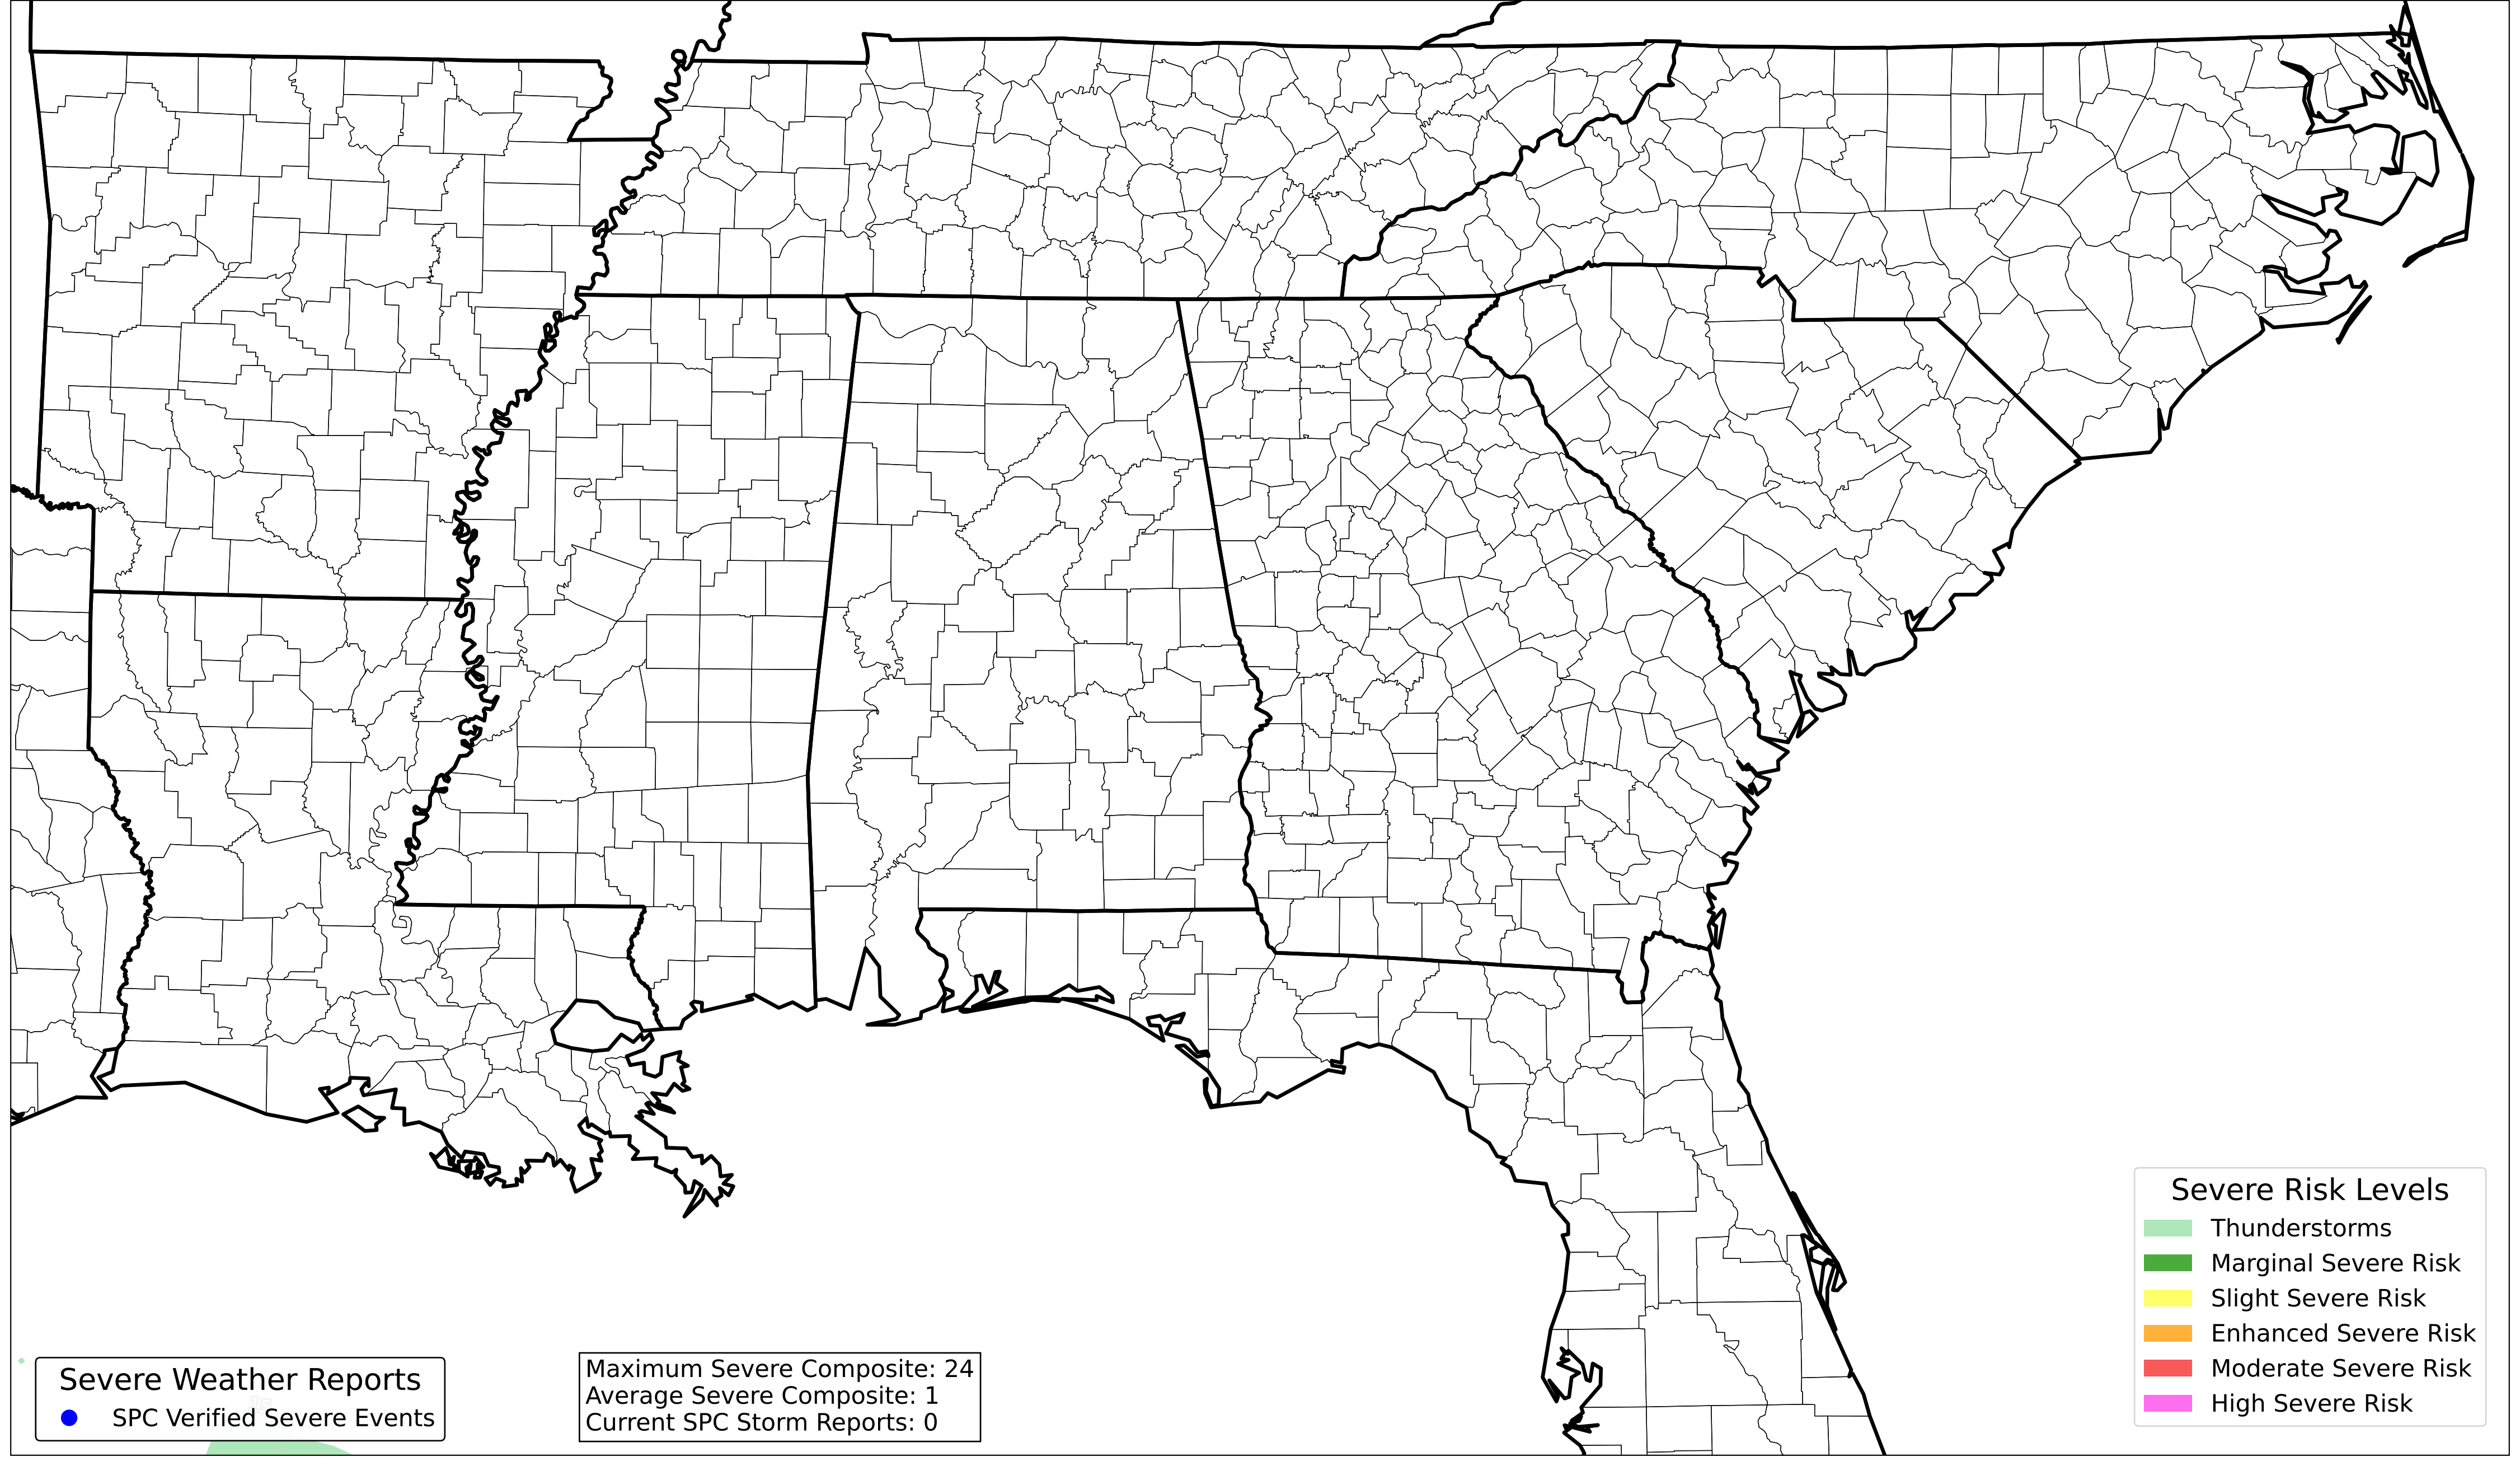 Severe Weather Reports
SPC Verified Severe Events
Maximum Severe Composite: 24
Average Severe Composite: 1
Current SPC Storm Reports: 0
Severe Risk Levels
Thunderstorms
Marginal Severe Risk
Slight Severe Risk
Enhanced Severe Risk
Moderate Severe Risk
High Severe Risk